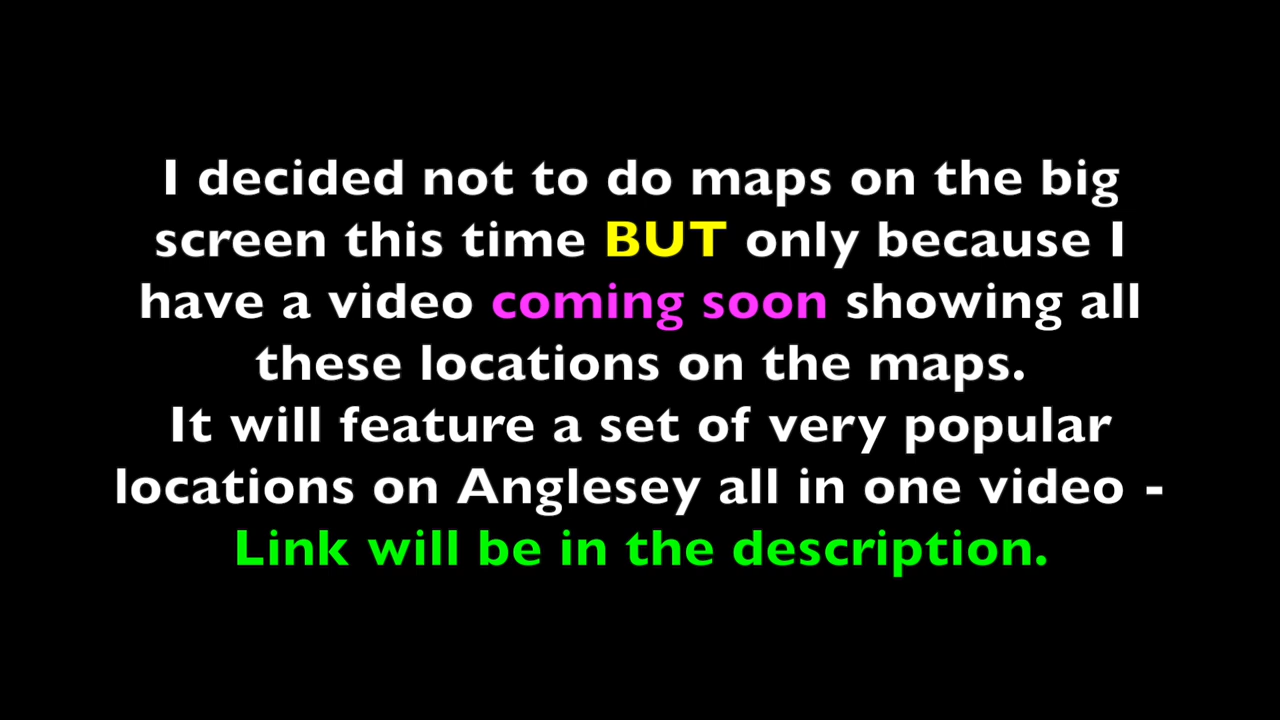 I decided not to do maps on the big
screen this time BUT only because I
have a video coming soon showing all
these locations on the maps.
It will feature a set of very popular
locations on Anglesey all in one video -
Link will be in the description.